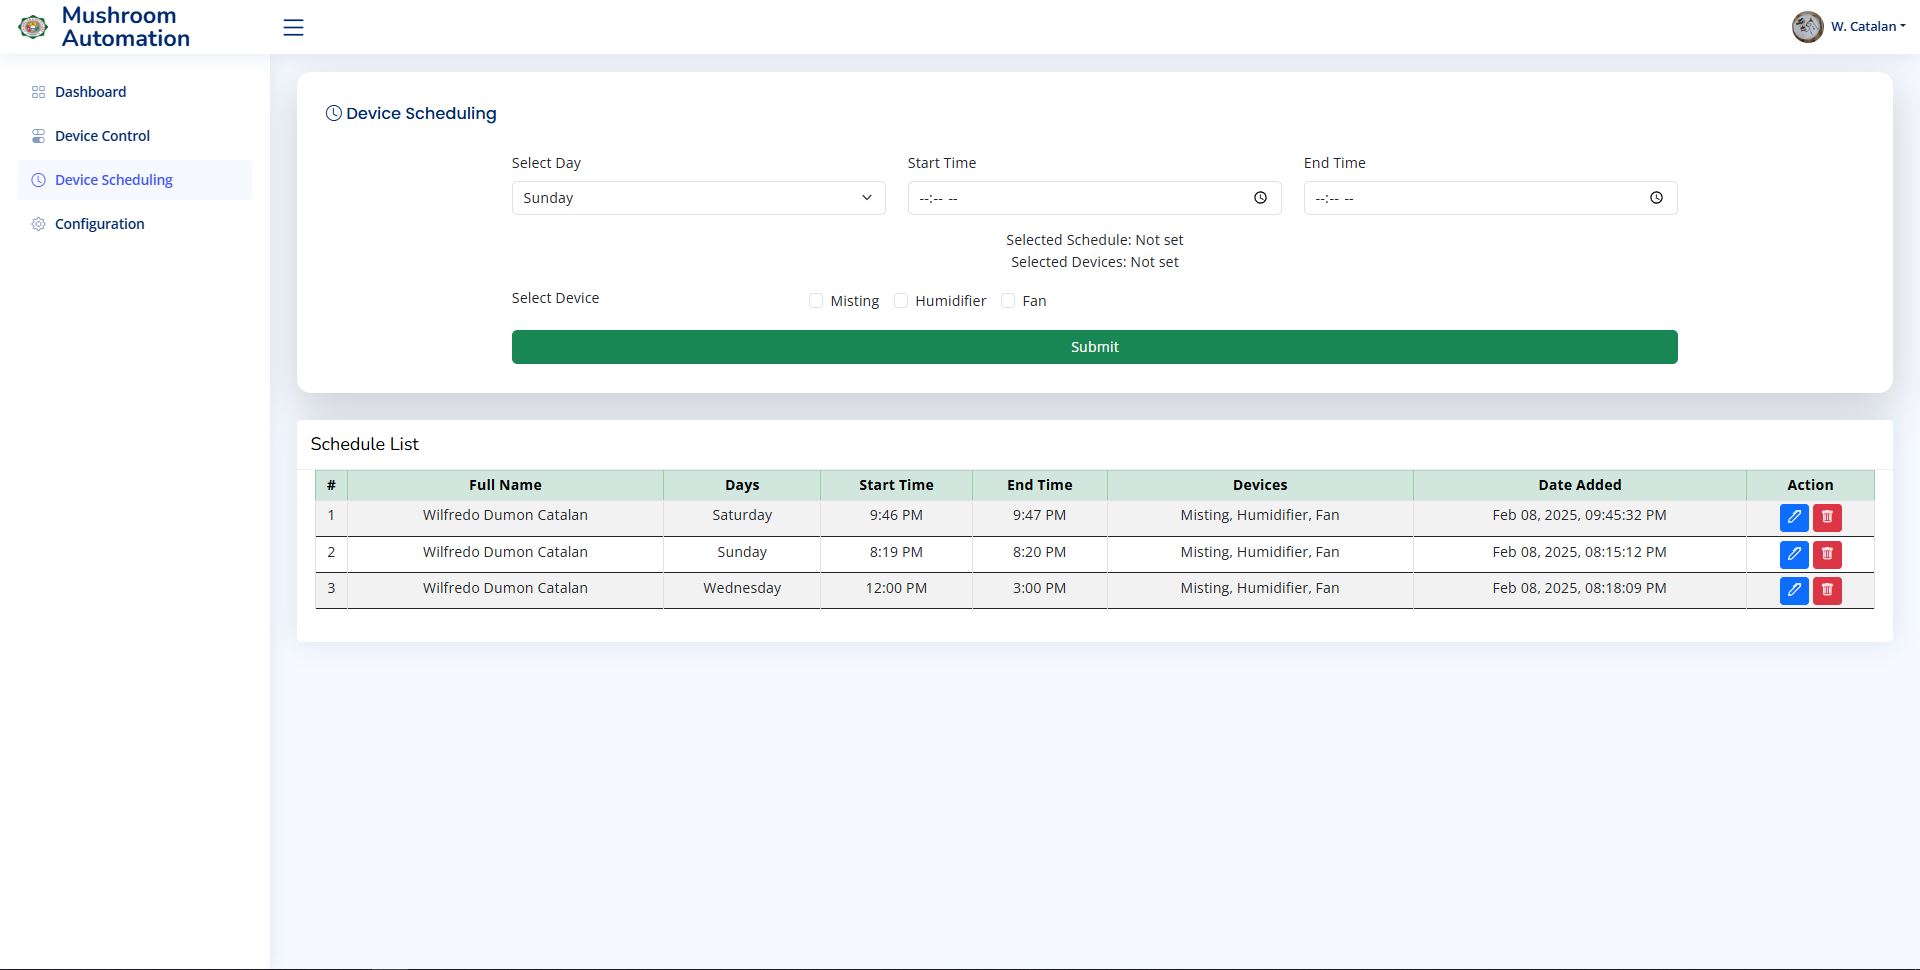 Mushroom
Automation
W. Catalan
Dashboard
Device Control
Device Scheduling
Configuration
Device Scheduling
Select Day Start Time End Time
Sunday --:-- -- --:-- --
Selected Schedule: Not set
Selected Devices: Not set
Select Device Misting Humidifier Fan
Submit
Schedule List
# Full Name Days Start Time End Time Devices Date Added Action
1 Wilfredo Dumon Catalan Saturday 9:46 PM 9:47 PM Misting, Humidifier, Fan Feb 08, 2025, 09:45:32 PM
2 Wilfredo Dumon Catalan Sunday 8:19 PM 8:20 PM Misting, Humidifier, Fan Feb 08, 2025, 08:15:12 PM
3 Wilfredo Dumon Catalan Wednesday 12:00 PM 3:00 PM Misting, Humidifier, Fan Feb 08, 2025, 08:18:09 PM